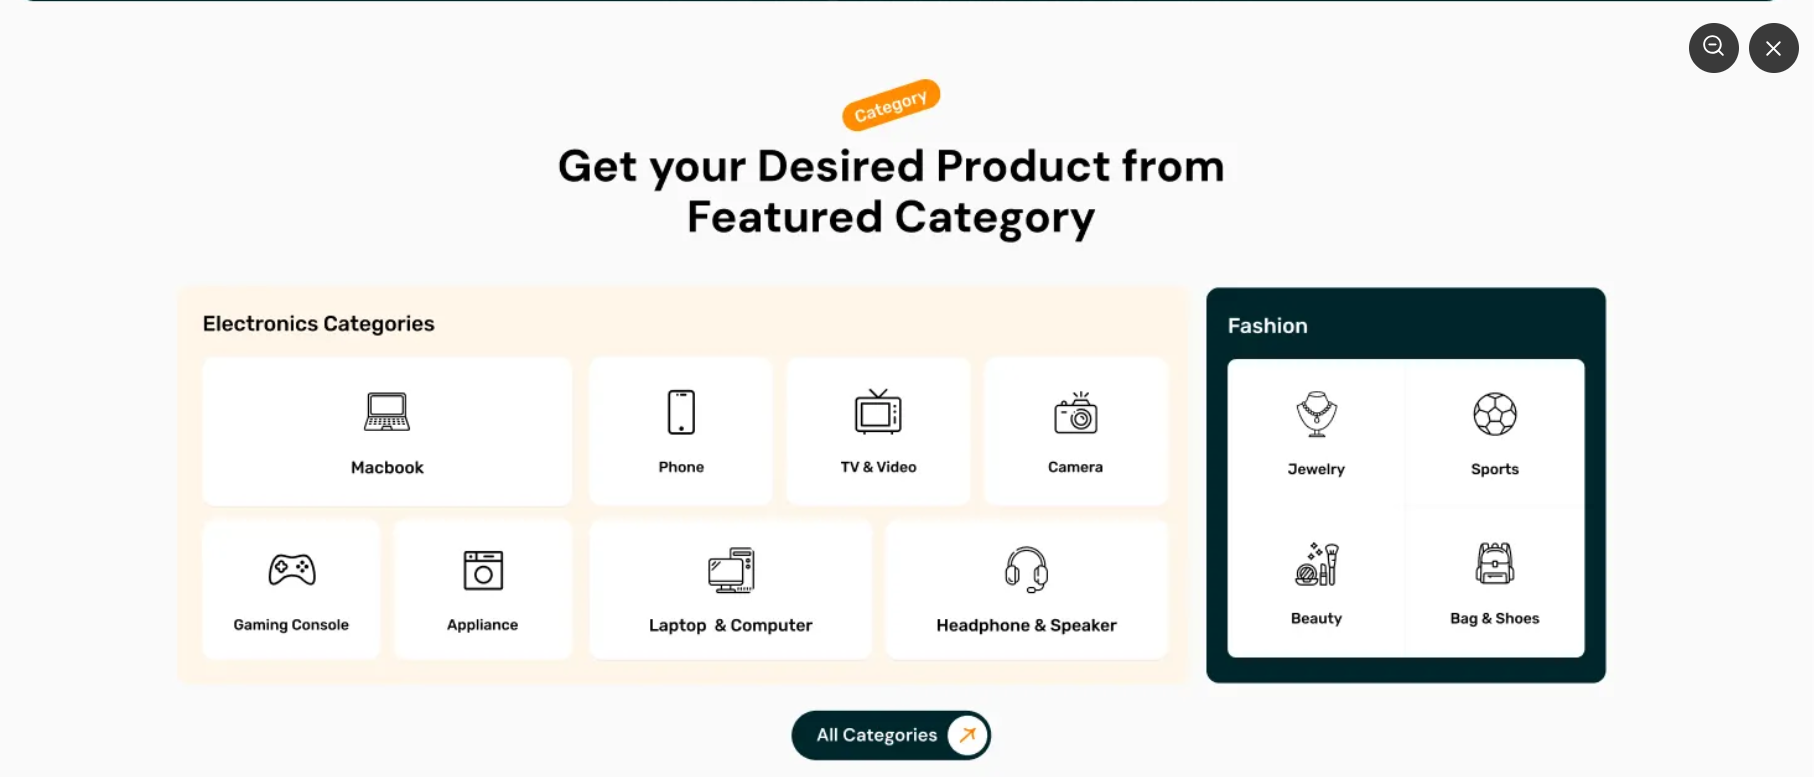 Category
Get your Desired Product from
Featured Category
Electronics Categories
Macbook
Phone
TV & Video
Camera
Gaming Console
Appliance
Laptop & Computer
Headphone & Speaker
Fashion
Jewelry
Sports
Beauty
Bag & Shoes
All Categories